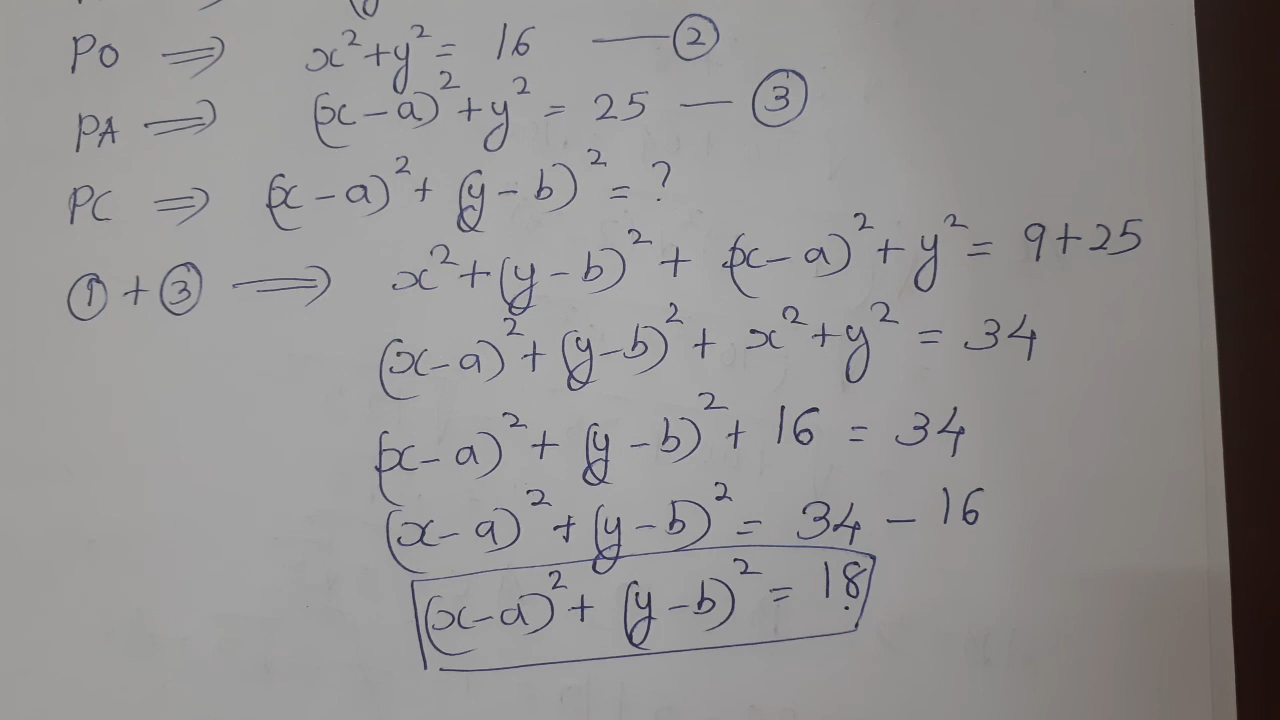 PO ⟹ x²+y² = 16 — ②
PA ⟹ (x-a)²+y² = 25 — ③
PC ⟹ (x-a)²+ (y-b)² = ?
①+③ ⟹ x²+(y-b)² + (x-a)²+y² = 9+25
(x-a)²+(y-b)²+ x²+y² = 34
(x-a)²+ (y-b)²+ 16 = 34
(x-a)²+(y-b)² = 34 - 16
(x-a)²+ (y-b)² = 18